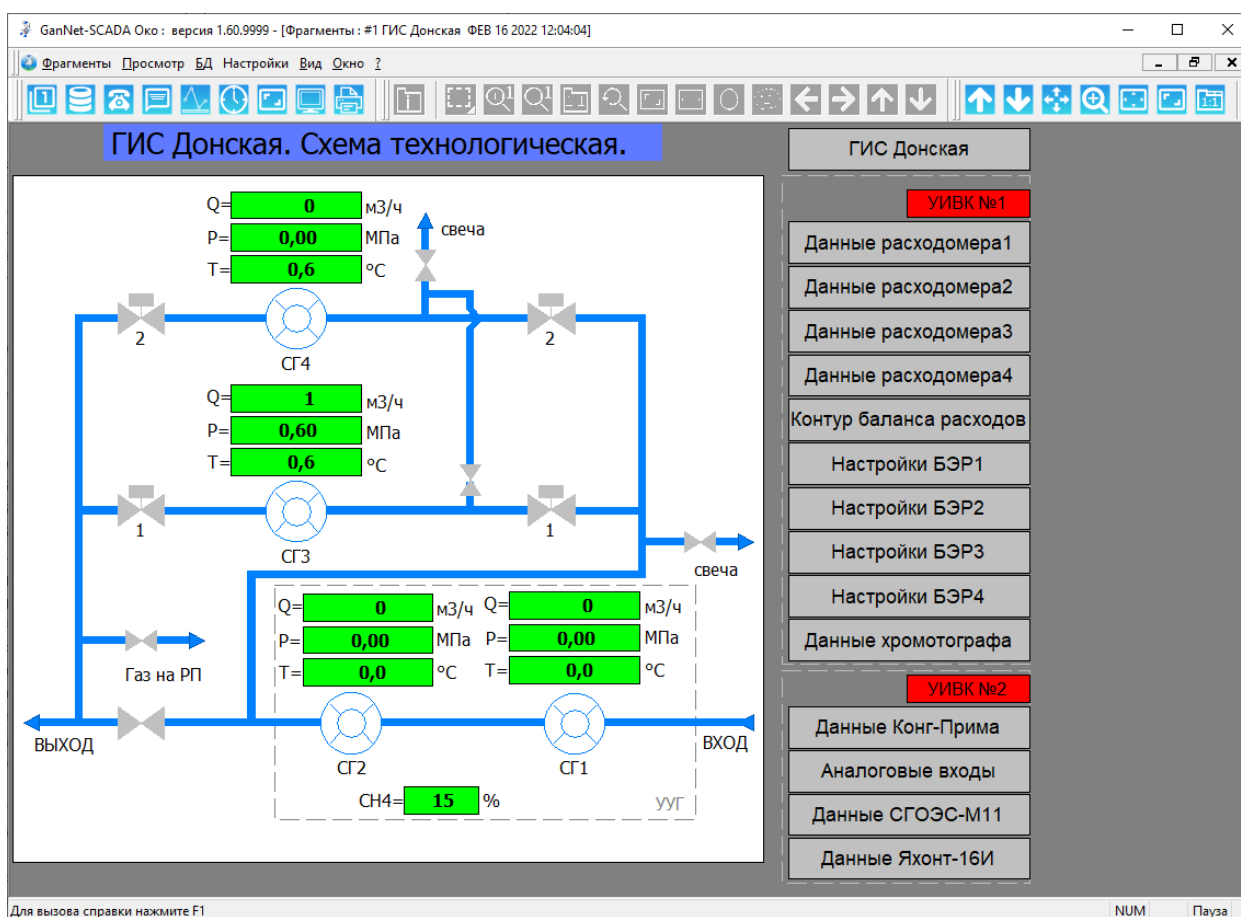 GanNet-SCADA Око : версия 1.60.9999 - [Фрагменты : #1 ГИС Донская ФЕВ 16 2022 12:04:04]
Фрагменты Просмотр БД Настройки Вид Окно ?
ГИС Донская. Схема технологическая.
Q= 0 м3/ч
P= 0,00 МПа
T= 0,6 °C
свеча
2
2
СГ4
Q= 1 м3/ч
P= 0,60 МПа
T= 0,6 °C
1
1
СГ3
свеча
Q= 0 м3/ч Q= 0 м3/ч
P= 0,00 МПа P= 0,00 МПа
T= 0,0 °C T= 0,0 °C
Газ на РП
ВЫХОД
ВХОД
СГ2
СГ1
CH4= 15 %
УУГ
ГИС Донская
УИВК №1
Данные расходомера1
Данные расходомера2
Данные расходомера3
Данные расходомера4
Контур баланса расходов
Настройки БЭР1
Настройки БЭР2
Настройки БЭР3
Настройки БЭР4
Данные хромотографа
УИВК №2
Данные Конг-Прима
Аналоговые входы
Данные СГОЭС-М11
Данные Яхонт-16И
Для вызова справки нажмите F1
NUM Пауза